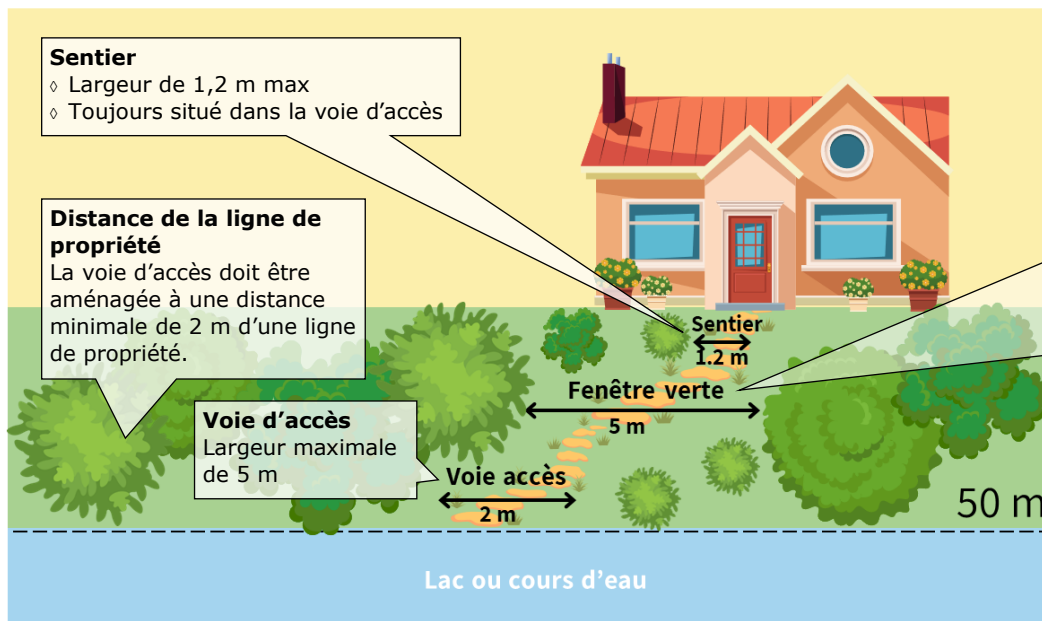 Sentier
◊ Largeur de 1,2 m max
◊ Toujours situé dans la voie d’accès
Distance de la ligne de
propriété
La voie d’accès doit être
aménagée à une distance
minimale de 2 m d’une ligne
de propriété.
Voie d’accès
Largeur maximale
de 5 m
Sentier
1.2 m
Fenêtre verte
5 m
Voie accès
2 m
50 m
Lac ou cours d’eau